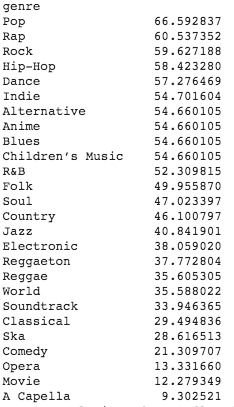 genre
Pop 66.592837
Rap 60.537352
Rock 59.627188
Hip-Hop 58.423280
Dance 57.276469
Indie 54.701604
Alternative 54.660105
Anime 54.660105
Blues 54.660105
Children's Music 54.660105
R&B 52.309815
Folk 49.955870
Soul 47.023397
Country 46.100797
Jazz 40.841901
Electronic 38.059020
Reggaeton 37.772804
Reggae 35.605305
World 35.588022
Soundtrack 33.946365
Classical 29.494836
Ska 28.616513
Comedy 21.309707
Opera 13.331660
Movie 12.279349
A Capella 9.302521